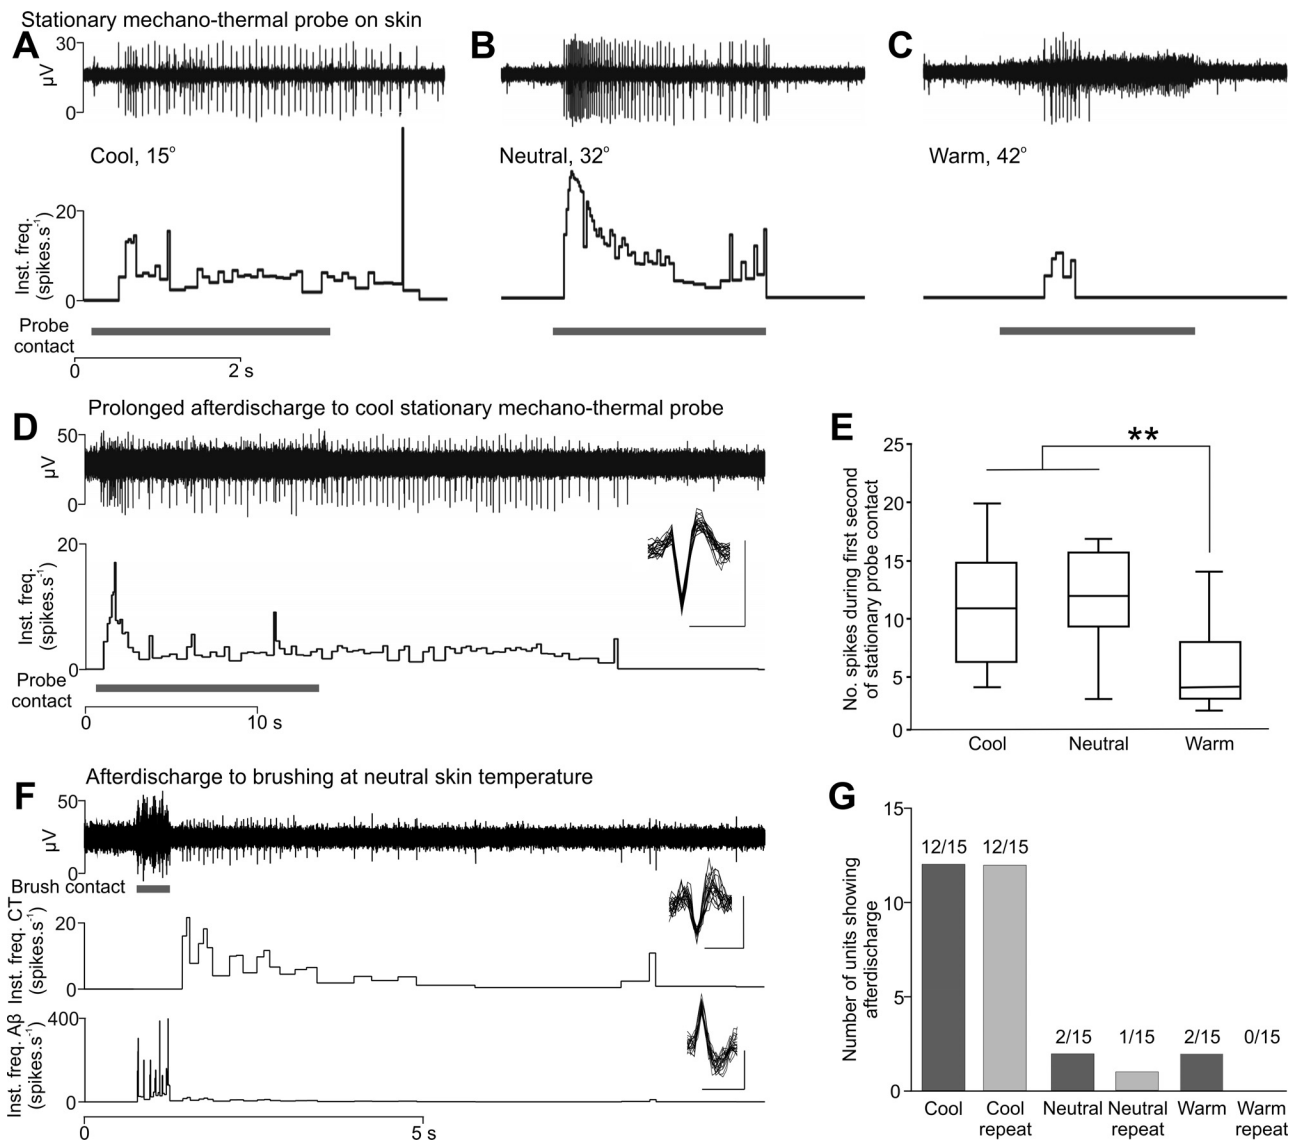 Stationary mechano-thermal probe on skin
A
B
C
30
μV
0
Cool, 15°
Neutral, 32°
Warm, 42°
Inst. freq.
(spikes.s⁻¹)
20
0
Probe
contact
0 2 s
Prolonged afterdischarge to cool stationary mechano-thermal probe
D
50
μV
0
20
Inst. freq.
(spikes.s⁻¹)
0
Probe
contact
0 10 s
E
**
No. spikes during first second
of stationary probe contact
25
20
15
10
5
0
Cool Neutral Warm
Afterdischarge to brushing at neutral skin temperature
F
50
μV
0
Brush contact
Inst. freq. CT
(spikes.s⁻¹)
20
0
Inst. freq. Aβ
(spikes.s⁻¹)
400
0
0 5 s
G
Number of units showing
afterdischarge
15
10
5
0
12/15 12/15 2/15 1/15 2/15 0/15
Cool Cool Neutral Neutral Warm Warm
repeat repeat repeat